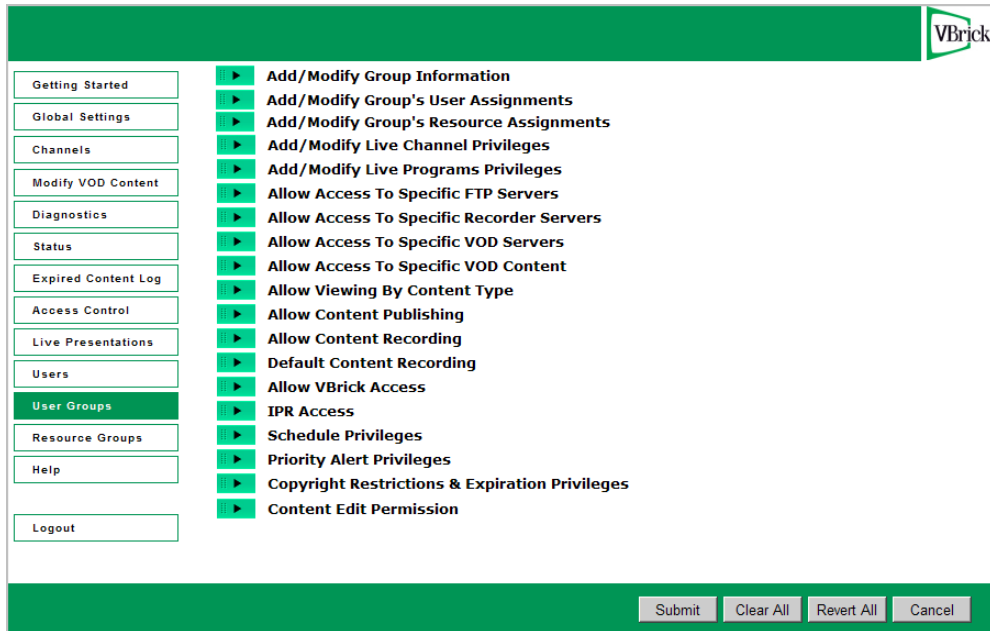 VBrick
Getting Started
Global Settings
Channels
Modify VOD Content
Diagnostics
Status
Expired Content Log
Access Control
Live Presentations
Users
User Groups
Resource Groups
Help
Logout
Add/Modify Group Information
Add/Modify Group's User Assignments
Add/Modify Group's Resource Assignments
Add/Modify Live Channel Privileges
Add/Modify Live Programs Privileges
Allow Access To Specific FTP Servers
Allow Access To Specific Recorder Servers
Allow Access To Specific VOD Servers
Allow Access To Specific VOD Content
Allow Viewing By Content Type
Allow Content Publishing
Allow Content Recording
Default Content Recording
Allow VBrick Access
IPR Access
Schedule Privileges
Priority Alert Privileges
Copyright Restrictions & Expiration Privileges
Content Edit Permission
Submit
Clear All
Revert All
Cancel